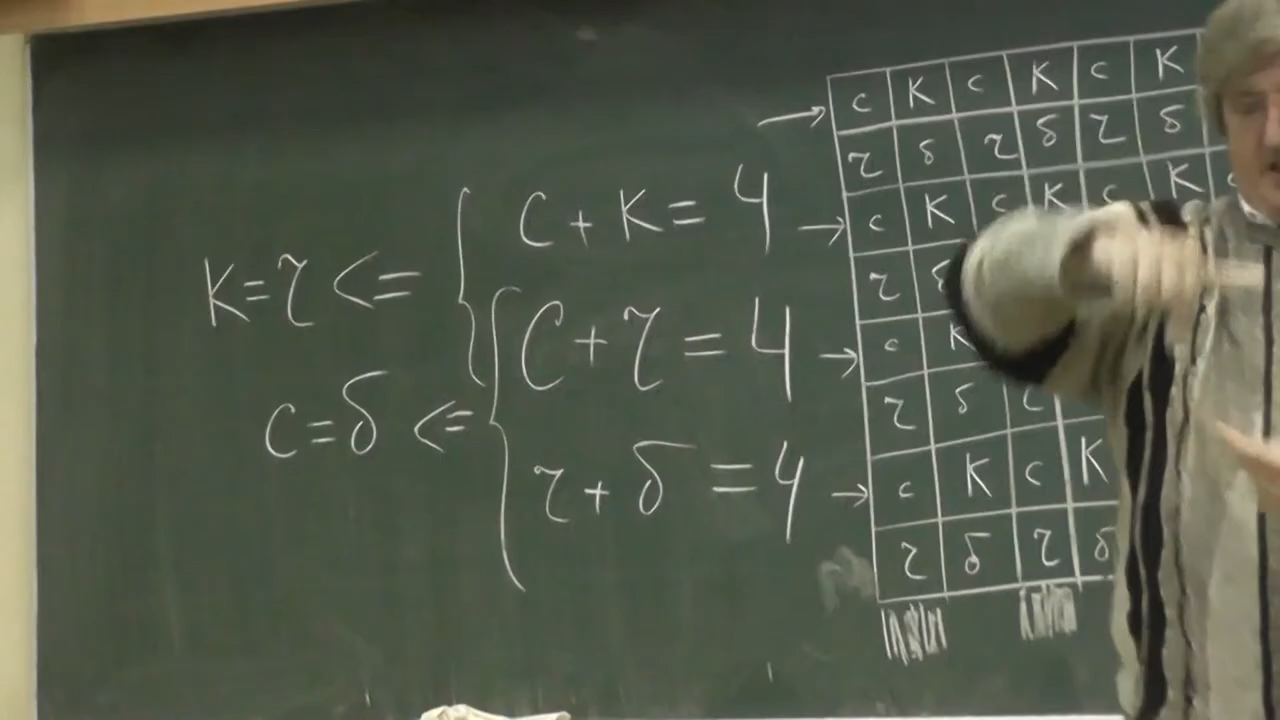 с + К = 4
К = ч <=
с + ч = 4
с = б <=
ч + б = 4
с К с К с К
ч б ч б ч б
с К с К с К
ч б
с К
ч б
с К с К
ч б ч б